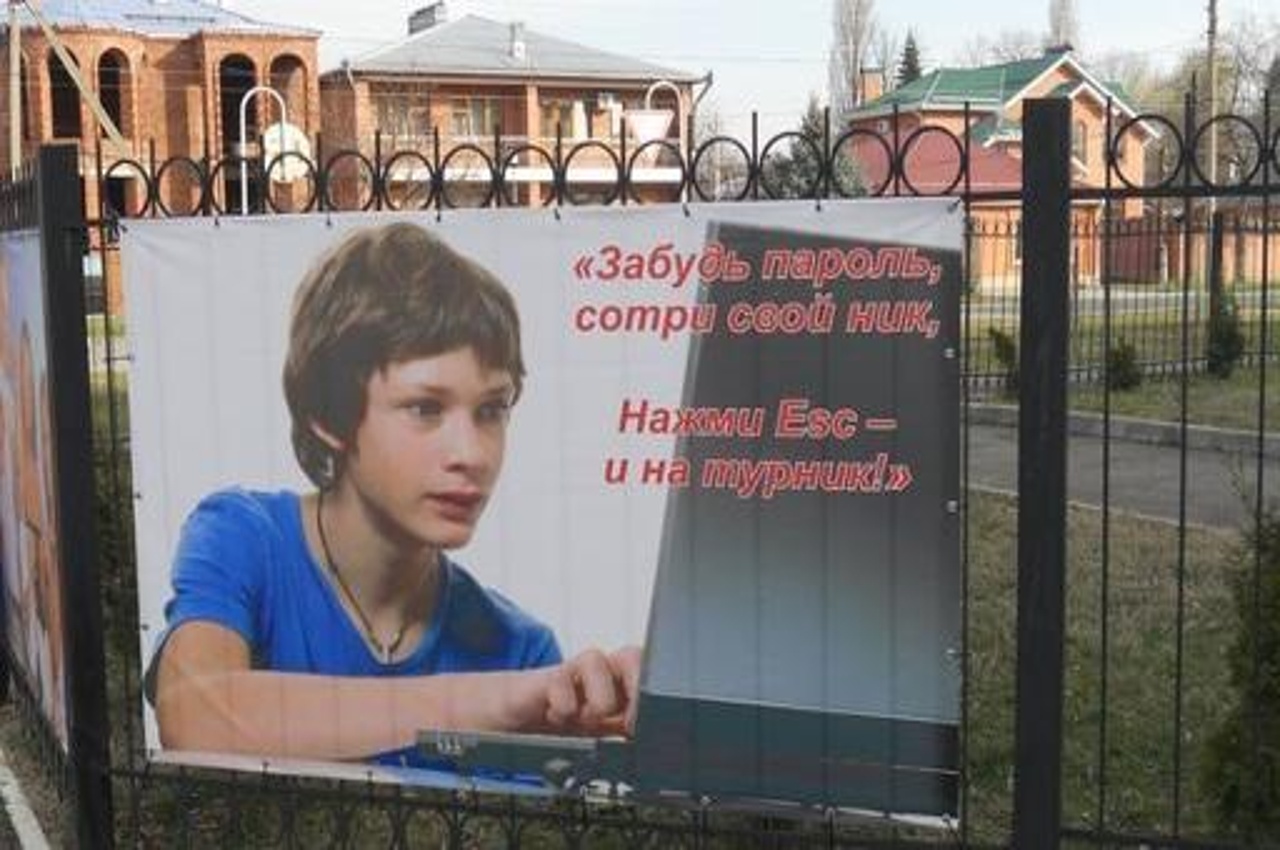 «Забудь пароль,
сотри свой ник,
Нажми Esc –
и на турник!»